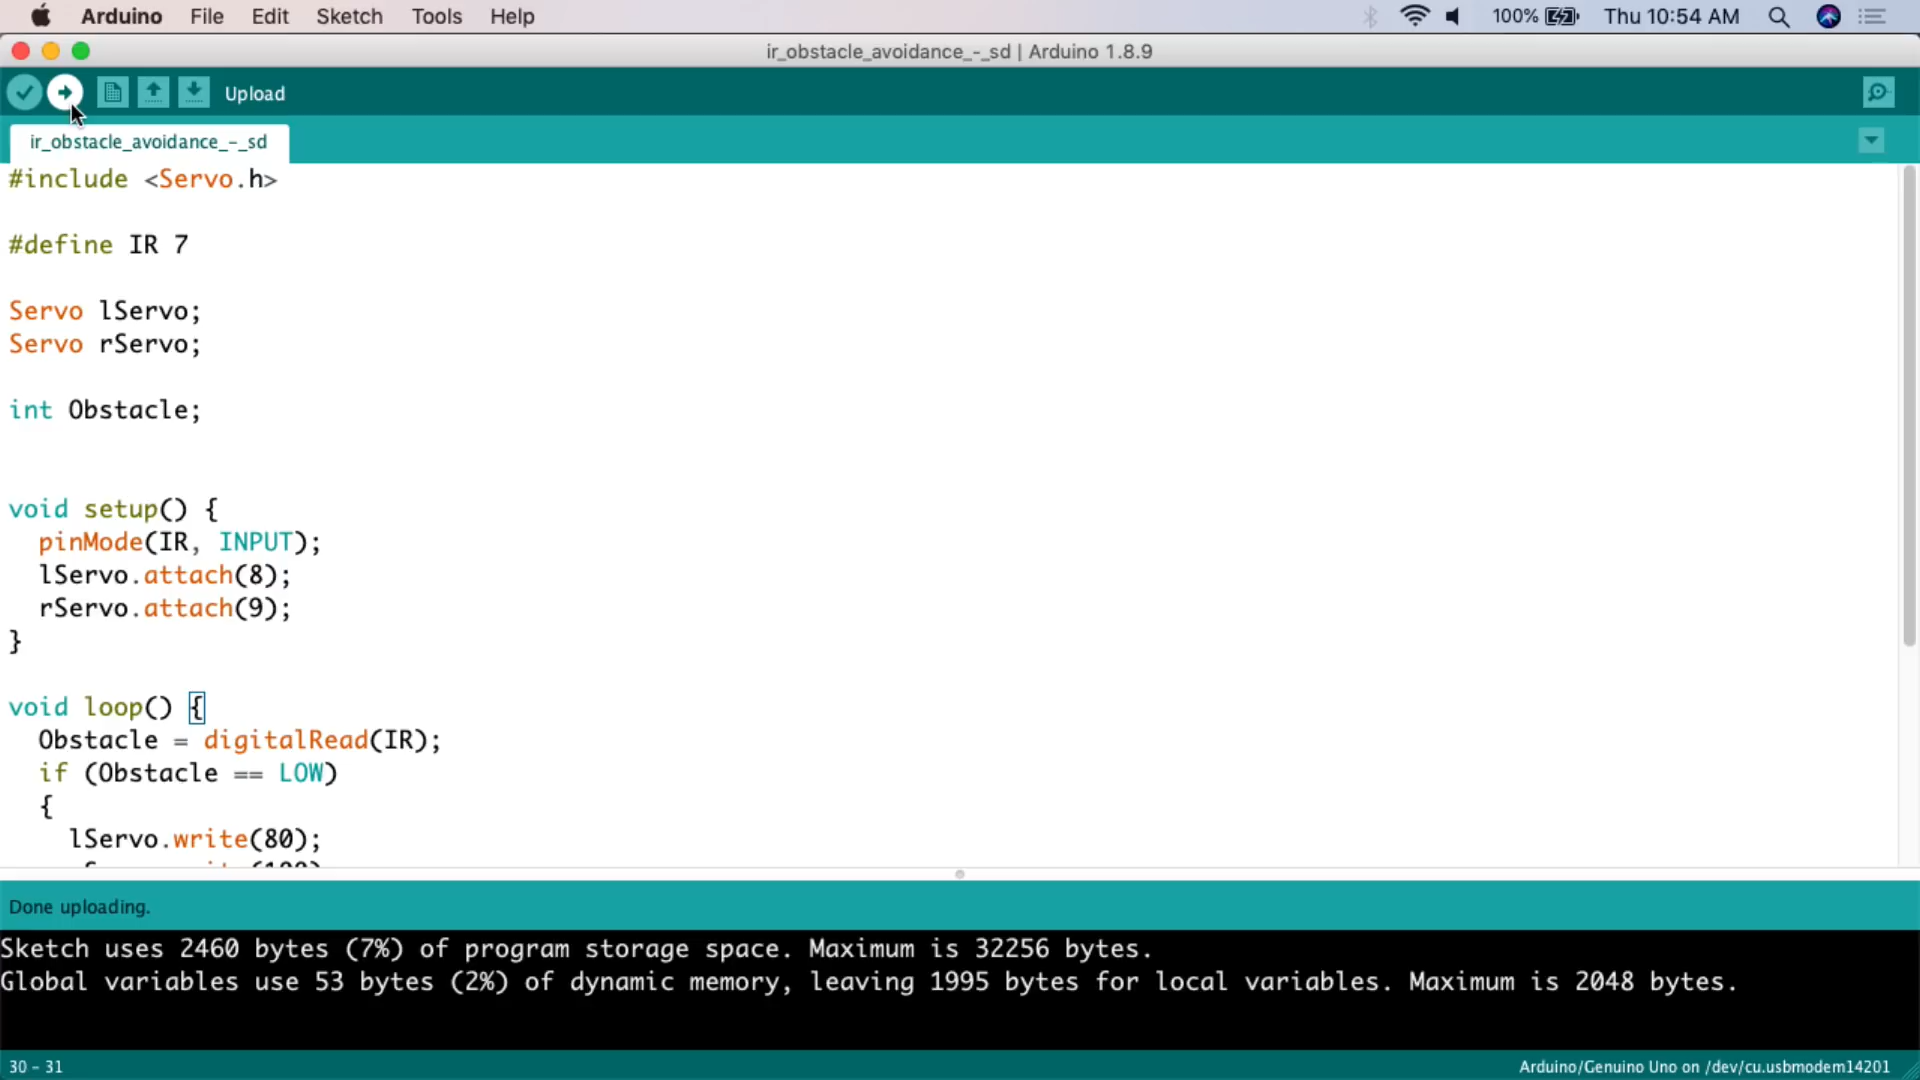 Arduino File Edit Sketch Tools Help 100% Thu 10:54 AM
ir_obstacle_avoidance_-_sd | Arduino 1.8.9
Upload
ir_obstacle_avoidance_-_sd
#include <Servo.h>
#define IR 7
Servo lServo;
Servo rServo;
int Obstacle;
void setup() {
pinMode(IR, INPUT);
lServo.attach(8);
rServo.attach(9);
}
void loop() {
Obstacle = digitalRead(IR);
if (Obstacle == LOW)
{
lServo.write(80);
Done uploading.
Sketch uses 2460 bytes (7%) of program storage space. Maximum is 32256 bytes.
Global variables use 53 bytes (2%) of dynamic memory, leaving 1995 bytes for local variables. Maximum is 2048 bytes.
30 - 31 Arduino/Genuino Uno on /dev/cu.usbmodem14201